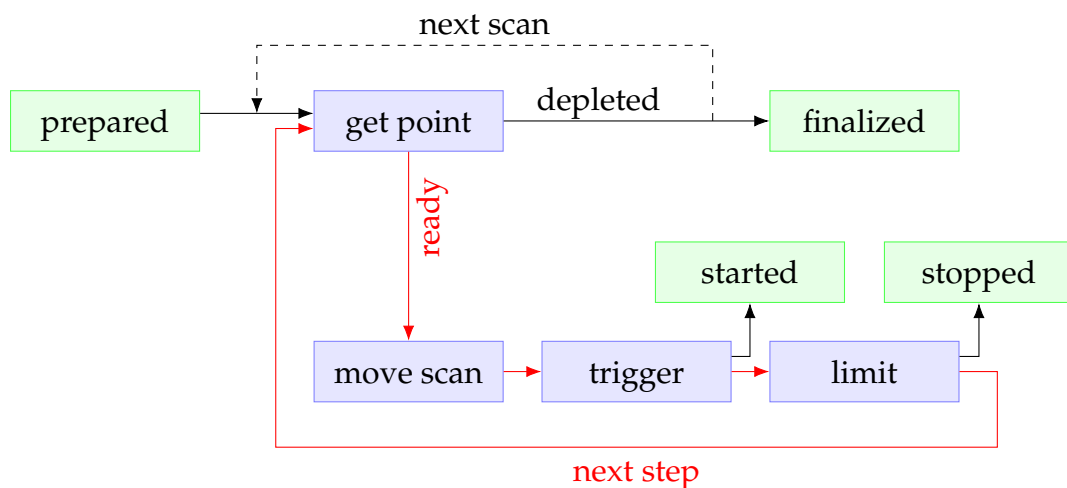 next scan
prepared
get point
depleted
finalized
ready
started
stopped
move scan
trigger
limit
next step